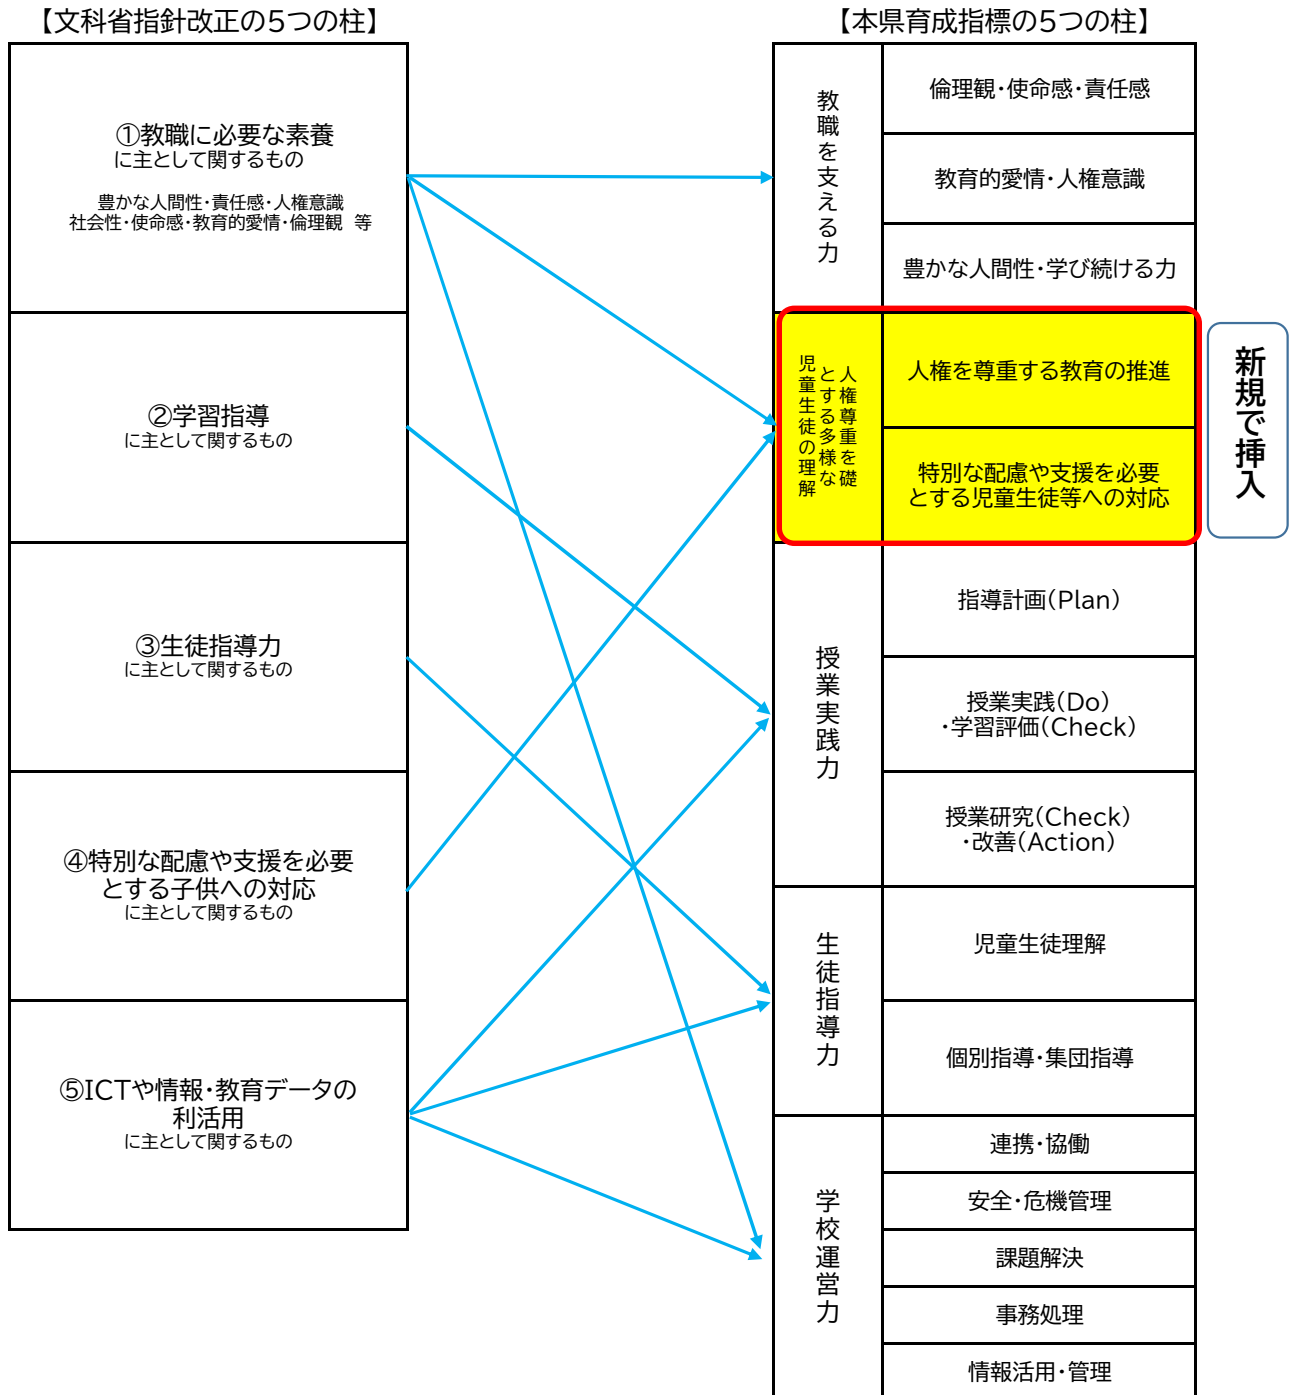 【文科省指針改正の5つの柱】
①教職に必要な素養
に主として関するもの
豊かな人間性・責任感・人権意識
社会性・使命感・教育的愛情・倫理観　等
②学習指導
に主として関するもの
③生徒指導力
に主として関するもの
④特別な配慮や支援を必要
とする子供への対応
に主として関するもの
⑤ICTや情報・教育データの
利活用
に主として関するもの
【本県育成指標の5つの柱】
教職を支える力
倫理観・使命感・責任感
教育的愛情・人権意識
豊かな人間性・学び続ける力
人権尊重を礎
とする多様な
児童生徒の理解
人権を尊重する教育の推進
特別な配慮や支援を必要
とする児童生徒等への対応
新規で挿入
授業実践力
指導計画(Plan)
授業実践(Do)
・学習評価(Check)
授業研究(Check)
・改善(Action)
生徒指導力
児童生徒理解
個別指導・集団指導
学校運営力
連携・協働
安全・危機管理
課題解決
事務処理
情報活用・管理